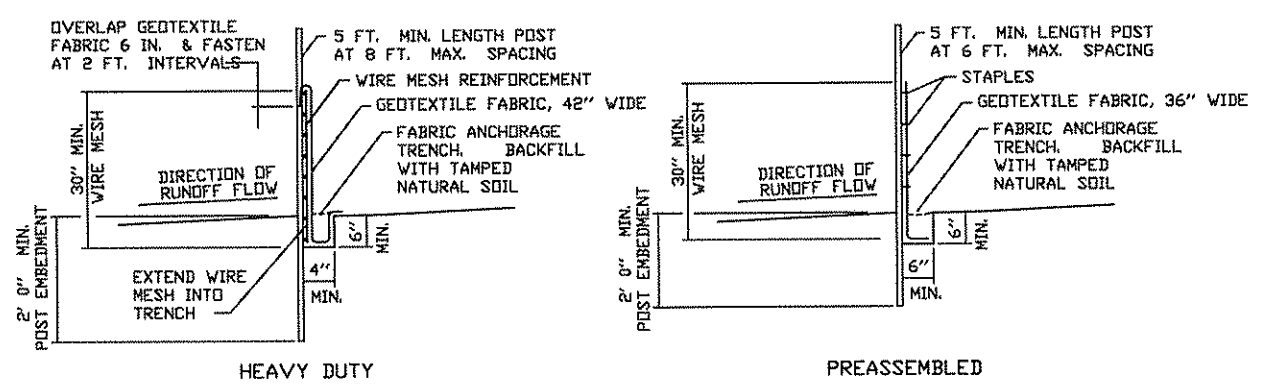 OVERLAP GEOTEXTILE
FABRIC 6 IN. & FASTEN
AT 2 FT. INTERVALS
5 FT. MIN. LENGTH POST
AT 8 FT. MAX. SPACING
WIRE MESH REINFORCEMENT
GEOTEXTILE FABRIC, 42" WIDE
FABRIC ANCHORAGE
TRENCH. BACKFILL
WITH TAMPED
NATURAL SOIL
30" MIN.
WIRE MESH
DIRECTION OF
RUNOFF FLOW
2' 0" MIN.
POST EMBEDMENT
EXTEND WIRE
MESH INTO
TRENCH
4"
MIN.
6"
MIN.
HEAVY DUTY
5 FT. MIN. LENGTH POST
AT 6 FT. MAX. SPACING
STAPLES
GEOTEXTILE FABRIC, 36" WIDE
FABRIC ANCHORAGE
TRENCH. BACKFILL
WITH TAMPED
NATURAL SOIL
30" MIN.
WIRE MESH
DIRECTION OF
RUNOFF FLOW
2' 0" MIN.
POST EMBEDMENT
6"
MIN.
6"
MIN.
PREASSEMBLED